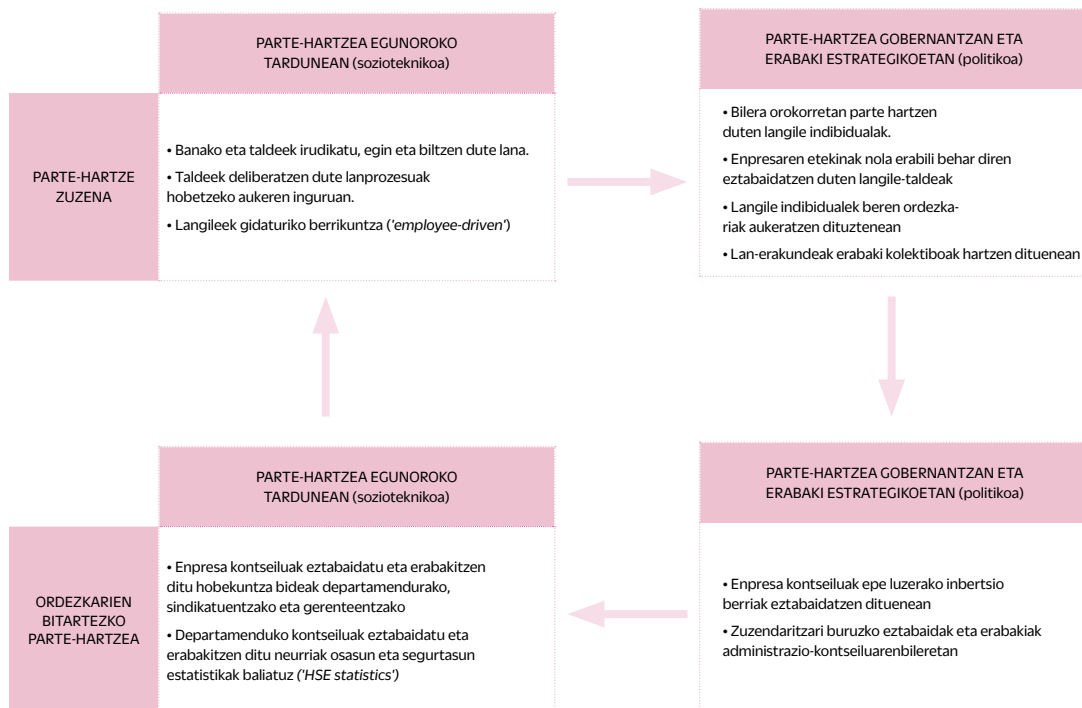 PARTE-HARTZEA EGUNOROKO
TARDUNEAN (sozioteknikoa)
PARTE-HARTZEA GOBERNANTZAN ETA
ERABAKI ESTRATEGIKOETAN (politikoa)
PARTE-HARTZE
ZUZENA
• Banako eta taldeek irudikatu, egin eta biltzen dute lana.
• Taldeek deliberatzen dute lanprozesuak
hobetzeko aukeren inguruan.
• Langileek gidaturiko berrikuntza ('employee-driven')
• Bilera orokorretan parte hartzen
duten langile indibidualak.
• Enpresaren etekinak nola erabili behar diren
eztabaidatzen duten langile-taldeak
• Langile indibidualek beren ordezka-
riak aukeratzen dituztenean
• Lan-erakundeak erabaki kolektiboak hartzen dituenean
PARTE-HARTZEA EGUNOROKO
TARDUNEAN (sozioteknikoa)
PARTE-HARTZEA GOBERNANTZAN ETA
ERABAKI ESTRATEGIKOETAN (politikoa)
ORDEZKARIEN
BITARTEZKO
PARTE-HARTZEA
• Enpresa kontseiluak eztabaidatu eta erabakitzen
ditu hobekuntza bideak departamendurako,
sindikatuentzako eta gerenteentzako
• Departamenduko kontseiluak eztabaidatu eta
erabakitzen ditu neurriak osasun eta segurtasun
estatistikak baliatuz ('HSE statistics')
• Enpresa kontseiluak epe luzerako inbertsio
berriak eztabaidatzen dituenean
• Zuzendaritzari buruzko eztabaidak eta erabakiak
administrazio-kontseiluarenbileretan